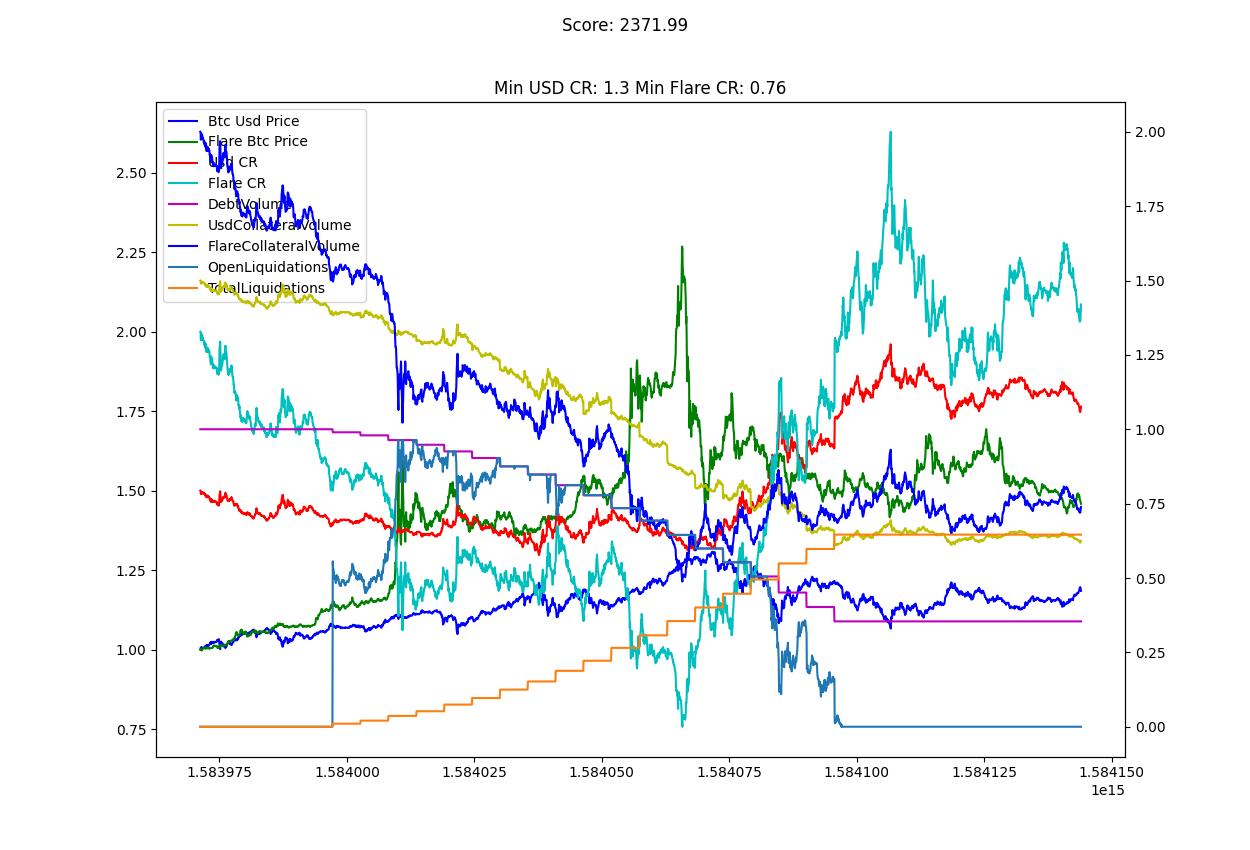 Score: 2371.99
Min USD CR: 1.3 Min Flare CR: 0.76
Btc Usd Price
Flare Btc Price
Usd CR
Flare CR
DebtVolume
UsdCollateralVolume
FlareCollateralVolume
OpenLiquidations
TotalLiquidations
2.50
2.25
2.00
1.75
1.50
1.25
1.00
0.75
2.00
1.75
1.50
1.25
1.00
0.75
0.50
0.25
0.00
1.583975 1.584000 1.584025 1.584050 1.584075 1.584100 1.584125 1.584150
1e15